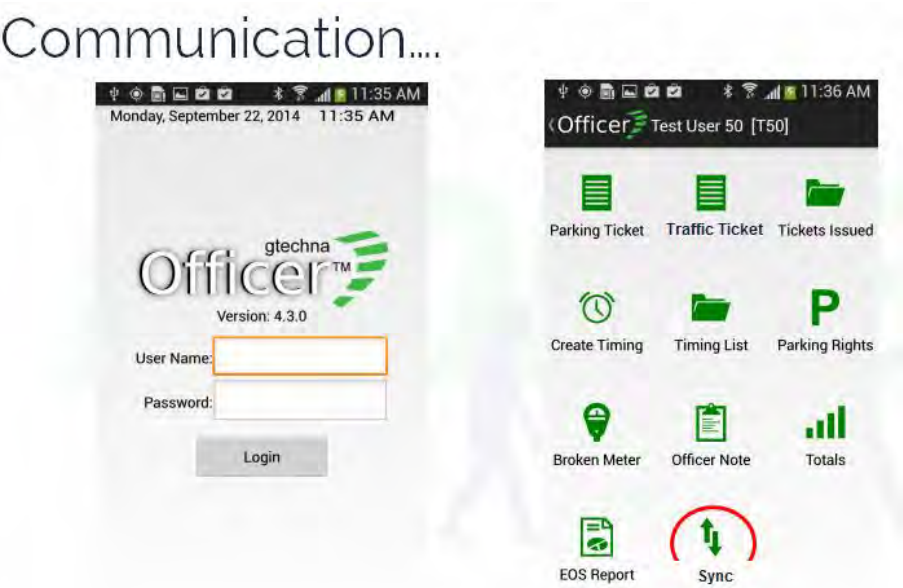 Communication....
11:35 AM
Monday, September 22, 2014 11:35 AM
gtechna
Officer TM
Version: 4.3.0
User Name:
Password:
Login
11:36 AM
Officer Test User 50 [T50]
Parking Ticket Traffic Ticket Tickets Issued
Create Timing Timing List P Parking Rights
Broken Meter Officer Note Totals
EOS Report Sync